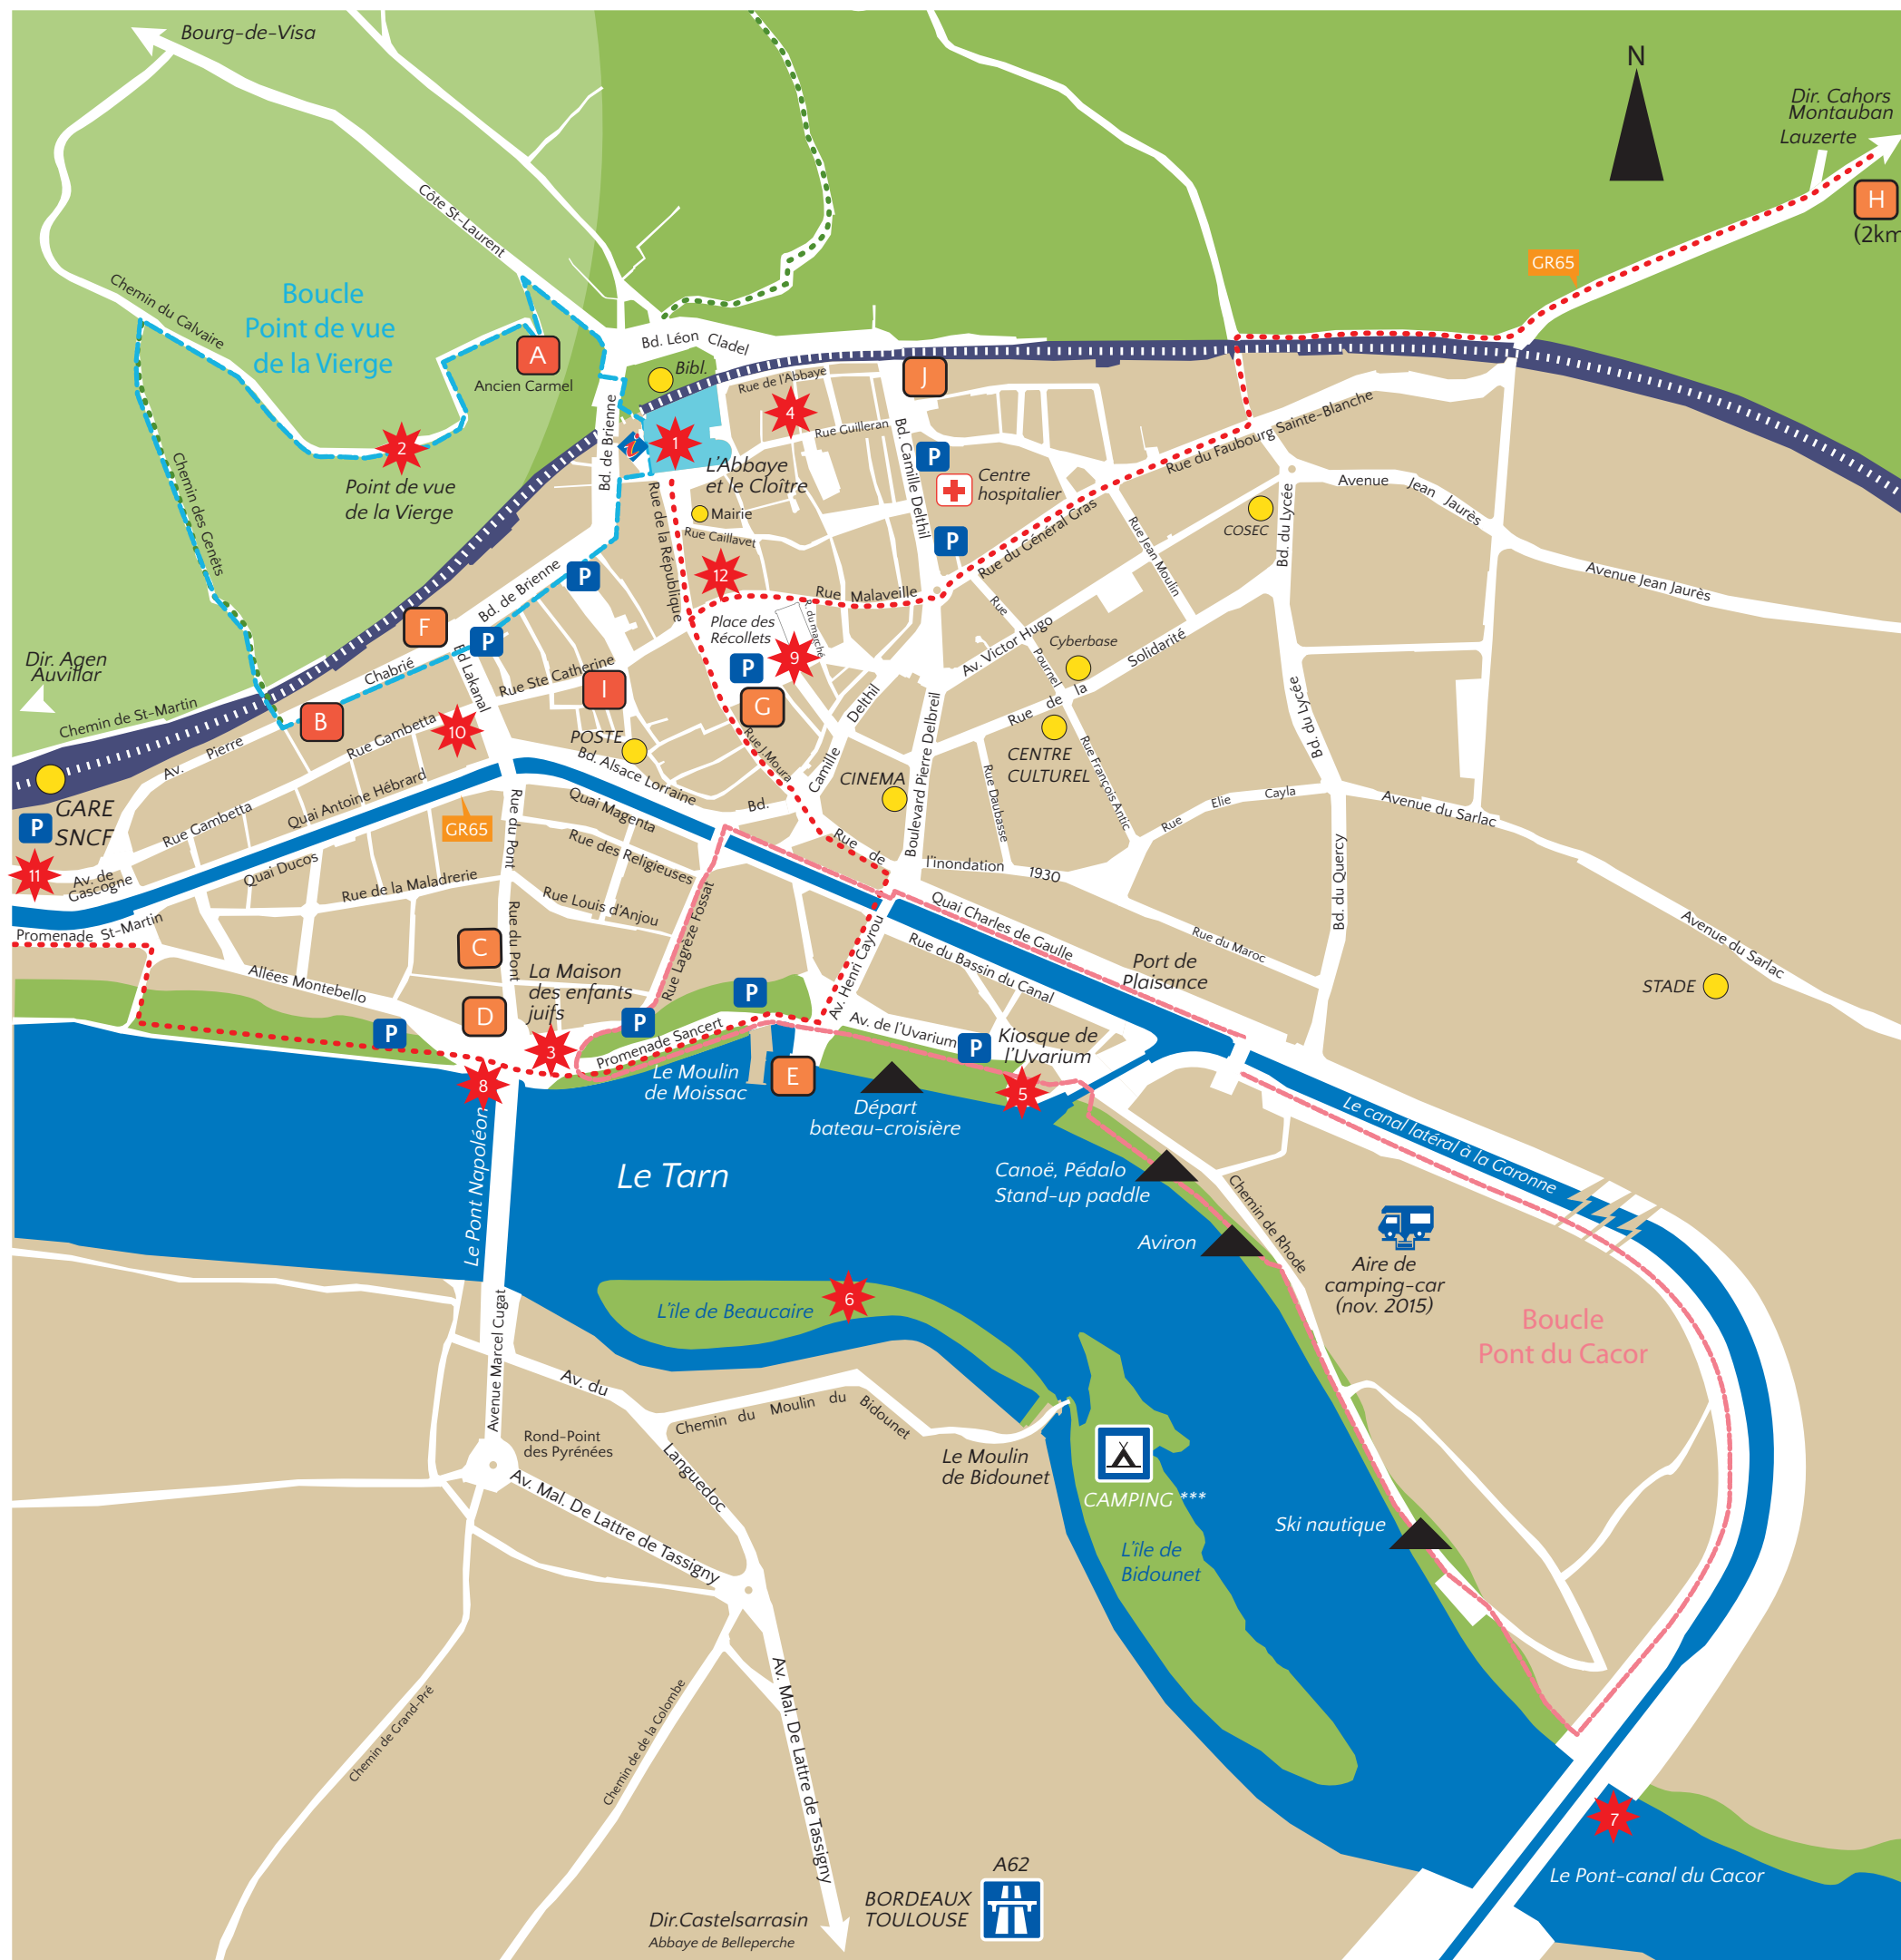 Bourg-de-Visa
N
Dir. Cahors
Montauban
Lauzerte
H
(2km
GR65
Côte St-Laurent
Chemin du Calvaire
Boucle
Point de vue
de la Vierge
A
Ancien Carmel
Bd. Léon Cladel
Bibl.
Rue de l'Abbaye
J
4
Rue Guilleran
Bd. de Brienne
i
1
L'Abbaye
et le Cloître
2
Point de vue
de la Vierge
Chemin des Genêts
Bd. Camille Delthil
P
Centre
hospitalier
Rue du Faubourg Sainte-Blanche
Avenue Jean Jaurès
COSEC
Bd. du Lycée
Mairie
Rue Caillavet
Rue de la République
P
Rue du Général Gras
Rue Jean Moulin
Avenue Jean Jaurès
12
Rue Malaveille
P
Bd. de Brienne
F
P
Place des
Récollets
R. du marché
9
P
G
Rue Pournel
Av. Victor Hugo
Cyberbase
Rue de la Solidarité
Dir. Agen
Auvillar
Chemin de St-Martin
Av. Pierre Chabrié
Bd Lakanal
Rue Ste Catherine
I
B
Rue Gambetta
10
POSTE
Bd. Alsace Lorraine
Rue J.Moura
Bd.
Camille Delthil
CINEMA
Boulevard Pierre Delbreil
CENTRE
CULTUREL
Rue Daubasse
Rue François Antic
Bd. du Lycée
Rue Elie Cayla
Avenue du Sarlac
GARE
SNCF
P
11
Av. de
Gascogne
Rue Gambetta
Quai Antoine Hébrard
Quai Ducos
GR65
Rue du Pont
Quai Magenta
Rue des Religieuses
Rue de l'inondation 1930
Bd. du Quercy
Promenade St-Martin
Rue de la Maladrerie
Rue Louis d'Anjou
Rue Lagrèze Fossat
Quai Charles de Gaulle
Rue du Maroc
Avenue du Sarlac
STADE
C
Rue du Pont
Rue du Bassin du Canal
Port de
Plaisance
Allées Montebello
D
La Maison
des enfants
juifs
P
P
P
3
Promenade Sancert
Av. Henri Cayrou
Av. de l'Uvarium
P
Kiosque de
l'Uvarium
8
Le Moulin
de Moissac
E
5
Départ
bateau-croisière
Le canal latéral à la Garonne
Le Pont Napoléon
Le Tarn
Canoë, Pédalo
Stand-up paddle
Aviron
Chemin de Rhode
Aire de
camping-car
(nov. 2015)
Boucle
Pont du Cacor
L'île de Beaucaire
6
Avenue Marcel Cugat
Av. du Languedoc
Chemin du Moulin du Bidounet
Rond-Point
des Pyrénées
Le Moulin
de Bidounet
CAMPING ***
L'île de
Bidounet
Ski nautique
Av. Mal. De Lattre de Tassigny
Chemin de Grand-Pré
Chemin de de la Colombe
Av. Mal. De Lattre de Tassigny
7
Le Pont-canal du Cacor
A62
BORDEAUX
TOULOUSE
Dir.Castelsarrasin
Abbaye de Belleperche